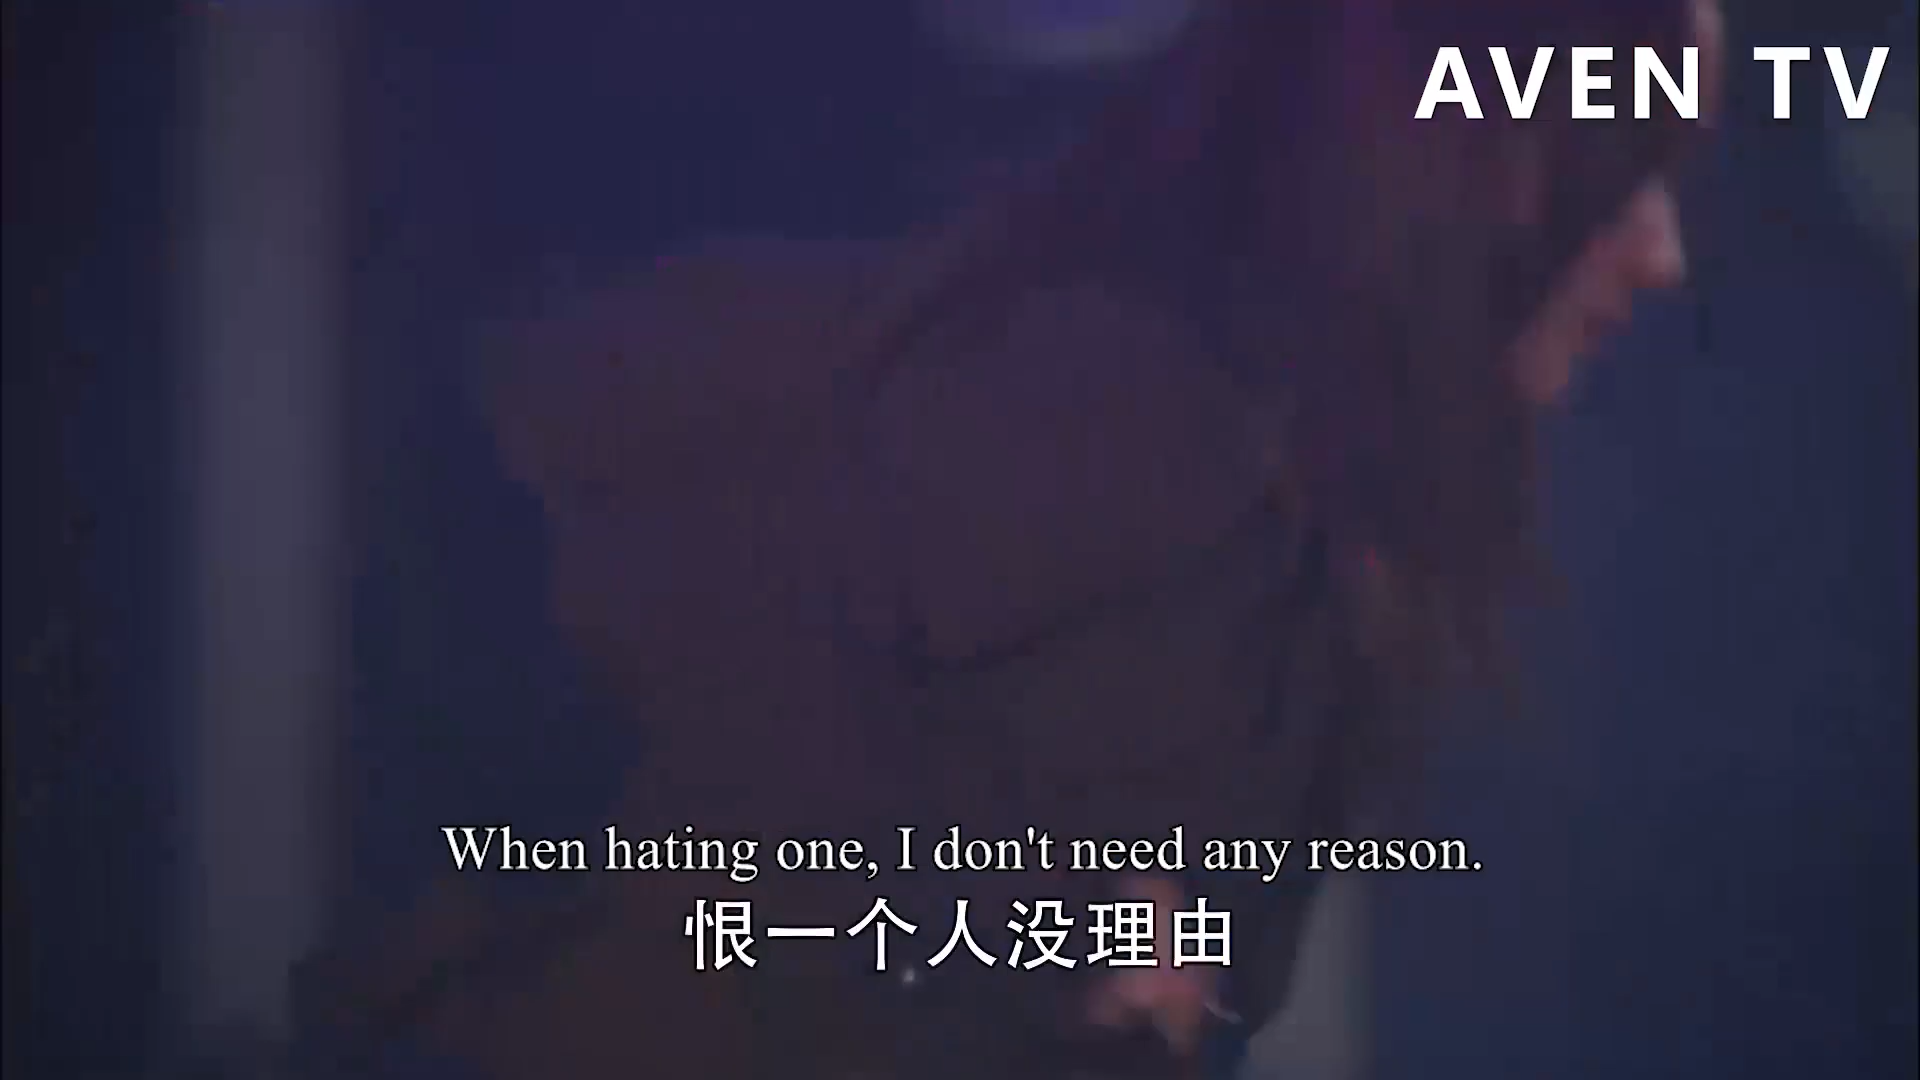 AVEN TV
When hating one, I don't need any reason.
恨一个人没理由